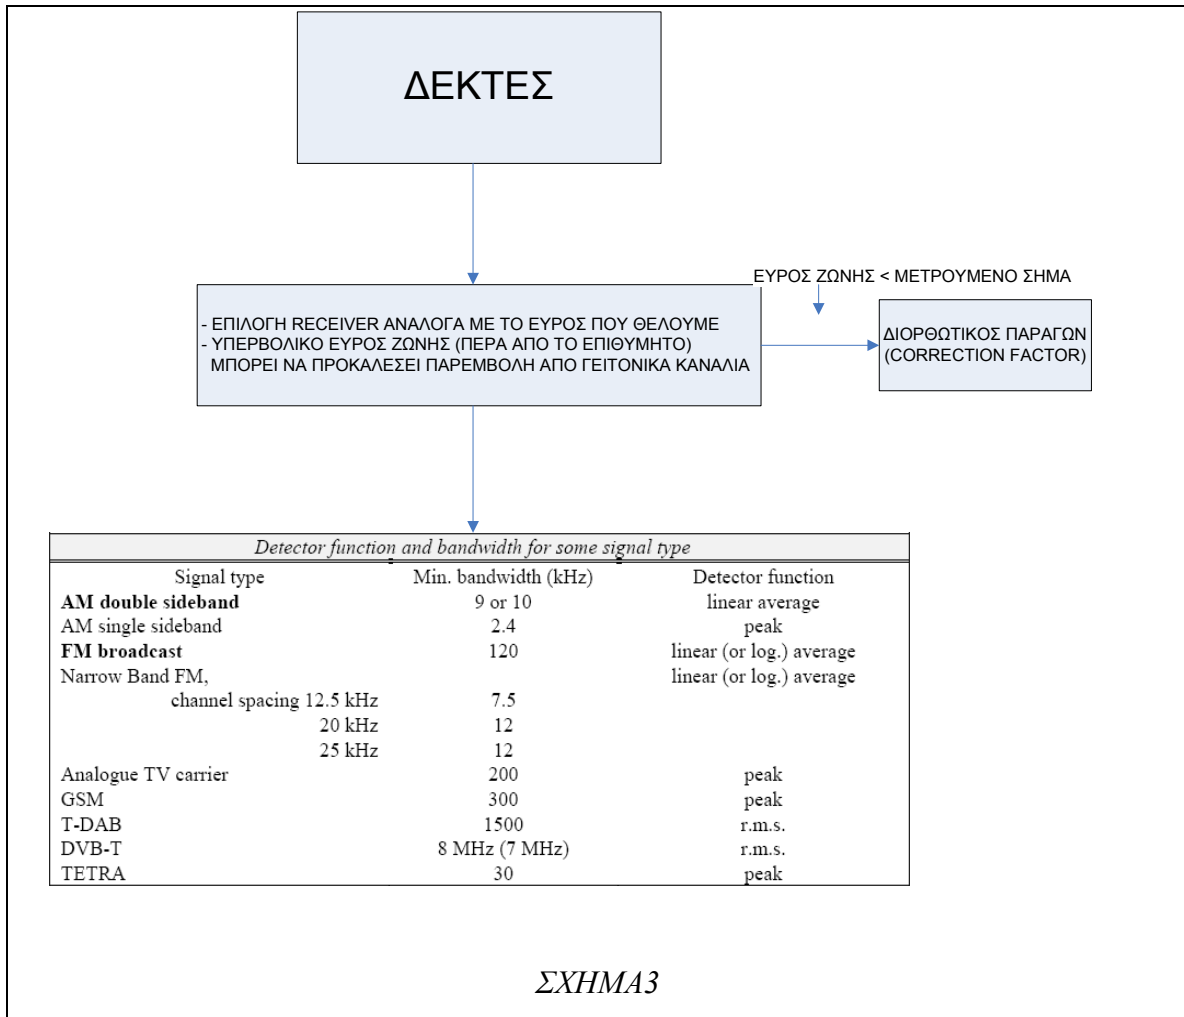 ΔΕΚΤΕΣ
ΕΥΡΟΣ ΖΩΝΗΣ < ΜΕΤΡΟΥΜΕΝΟ ΣΗΜΑ
- ΕΠΙΛΟΓΗ RECEIVER ΑΝΑΛΟΓΑ ΜΕ ΤΟ ΕΥΡΟΣ ΠΟΥ ΘΕΛΟΥΜΕ
- ΥΠΕΡΒΟΛΙΚΟ ΕΥΡΟΣ ΖΩΝΗΣ (ΠΕΡΑ ΑΠΟ ΤΟ ΕΠΙΘΥΜΗΤΟ)
ΜΠΟΡΕΙ ΝΑ ΠΡΟΚΑΛΕΣΕΙ ΠΑΡΕΜΒΟΛΗ ΑΠΟ ΓΕΙΤΟΝΙΚΑ ΚΑΝΑΛΙΑ
ΔΙΟΡΘΩΤΙΚΟΣ ΠΑΡΑΓΩΝ
(CORRECTION FACTOR)
Detector function and bandwidth for some signal type
Signal type Min. bandwidth (kHz) Detector function
AM double sideband 9 or 10 linear average
AM single sideband 2.4 peak
FM broadcast 120 linear (or log.) average
Narrow Band FM, linear (or log.) average
channel spacing 12.5 kHz 7.5
20 kHz 12
25 kHz 12
Analogue TV carrier 200 peak
GSM 300 peak
T-DAB 1500 r.m.s.
DVB-T 8 MHz (7 MHz) r.m.s.
TETRA 30 peak
ΣΧΗΜΑ3